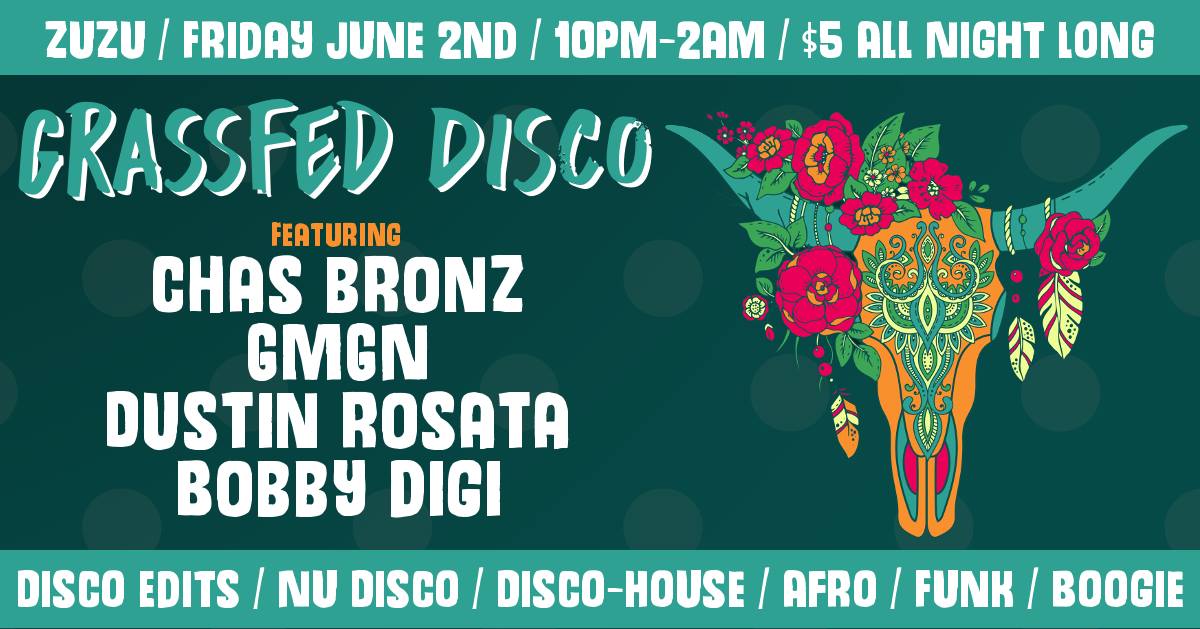 ZUZU / FRIDAY JUNE 2ND / 10PM-2AM / $5 ALL NIGHT LONG
GRASSFED DISCO
FEATURING
CHAS BRONZ
GMGN
DUSTIN ROSATA
BOBBY DIGI
DISCO EDITS / NU DISCO / DISCO-HOUSE / AFRO / FUNK / BOOGIE